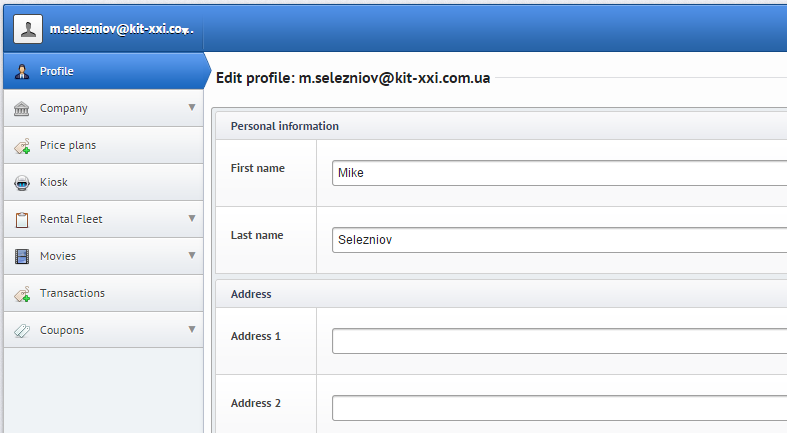 m.selezniov@kit-xxi.co...
Profile
Edit profile: m.selezniov@kit-xxi.com.ua
Company
Price plans
Kiosk
Rental Fleet
Movies
Transactions
Coupons
Personal information
First name
Mike
Last name
Selezniov
Address
Address 1
Address 2